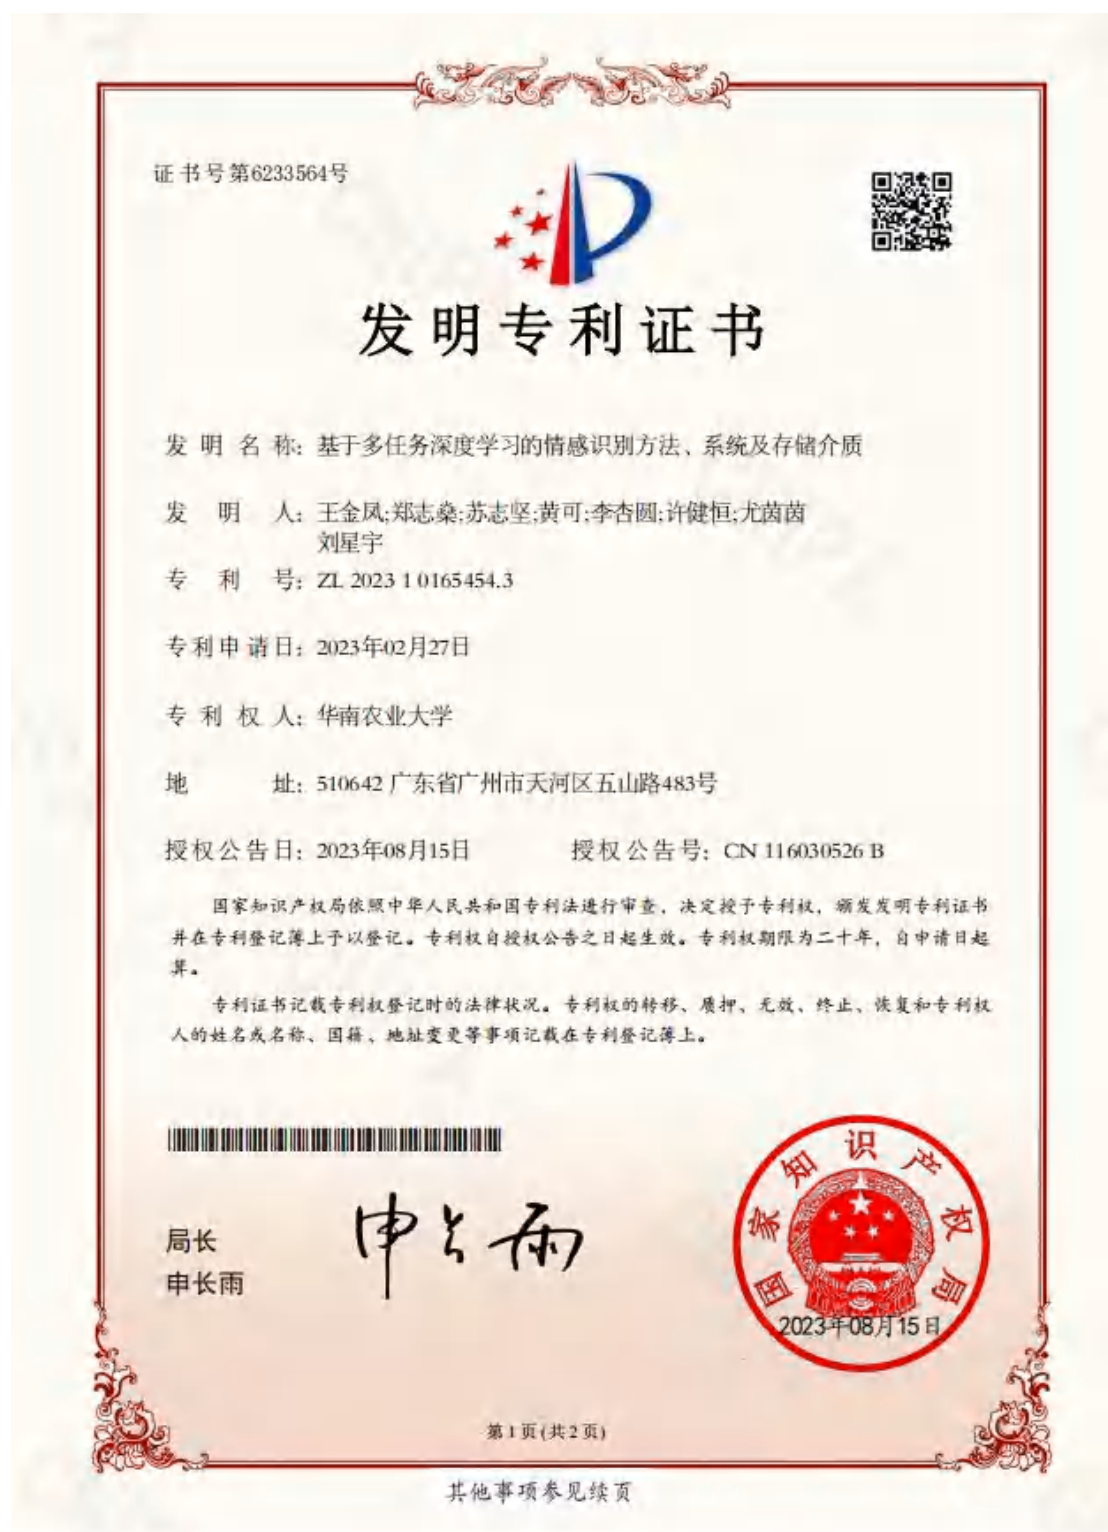 证书号第6233564号
发明专利证书
发明名称：基于多任务深度学习的情感识别方法、系统及存储介质
发明人：王金凤;郑志燊;苏志坚;黄可;李杏圆;许健恒;尤茵茵
刘星宇
专利号：ZL 2023 1 0165454.3
专利申请日：2023年02月27日
专利权人：华南农业大学
地址：510642 广东省广州市天河区五山路483号
授权公告日：2023年08月15日 授权公告号：CN 116030526 B
国家知识产权局依照中华人民共和国专利法进行审查，决定授予专利权，颁发发明专利证书
并在专利登记簿上予以登记。专利权自授权公告之日起生效。专利权期限为二十年，自申请日起
算。
专利证书记载专利权登记时的法律状况。专利权的转移、质押、无效、终止、恢复和专利权
人的姓名或名称、国籍、地址变更等事项记载在专利登记簿上。
局长
申长雨
申长雨
国家知识产权局
2023年08月15日
第1页(共2页)
其他事项参见续页